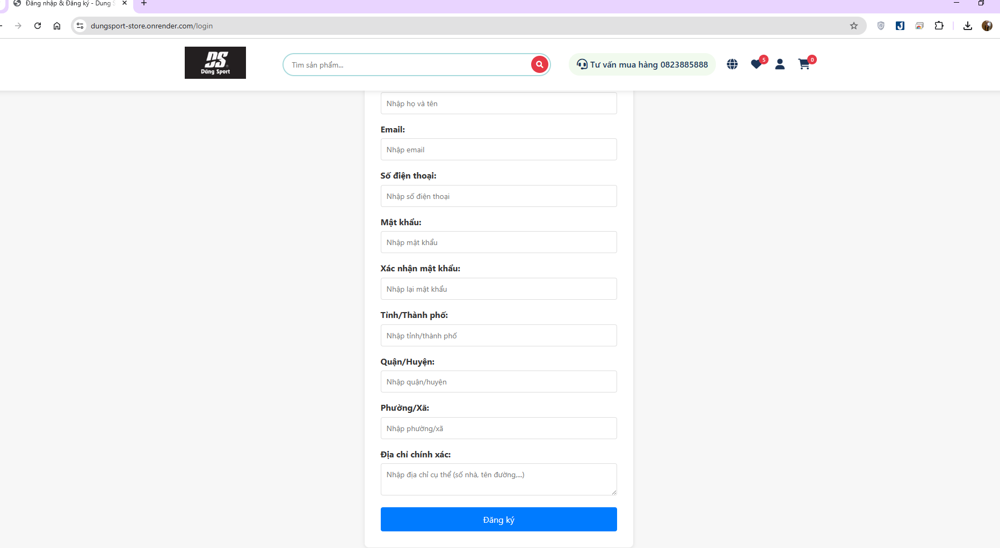 Đăng nhập & Đăng ký - Dung S
dungsport-store.onrender.com/login
DS
Dũng Sport
Tìm sản phẩm...
Tư vấn mua hàng 0823885888
5
0
Nhập họ và tên
Email:
Nhập email
Số điện thoại:
Nhập số điện thoại
Mật khẩu:
Nhập mật khẩu
Xác nhận mật khẩu:
Nhập lại mật khẩu
Tỉnh/Thành phố:
Nhập tỉnh/thành phố
Quận/Huyện:
Nhập quận/huyện
Phường/Xã:
Nhập phường/xã
Địa chỉ chính xác:
Nhập địa chỉ cụ thể (số nhà, tên đường,...)
Đăng ký